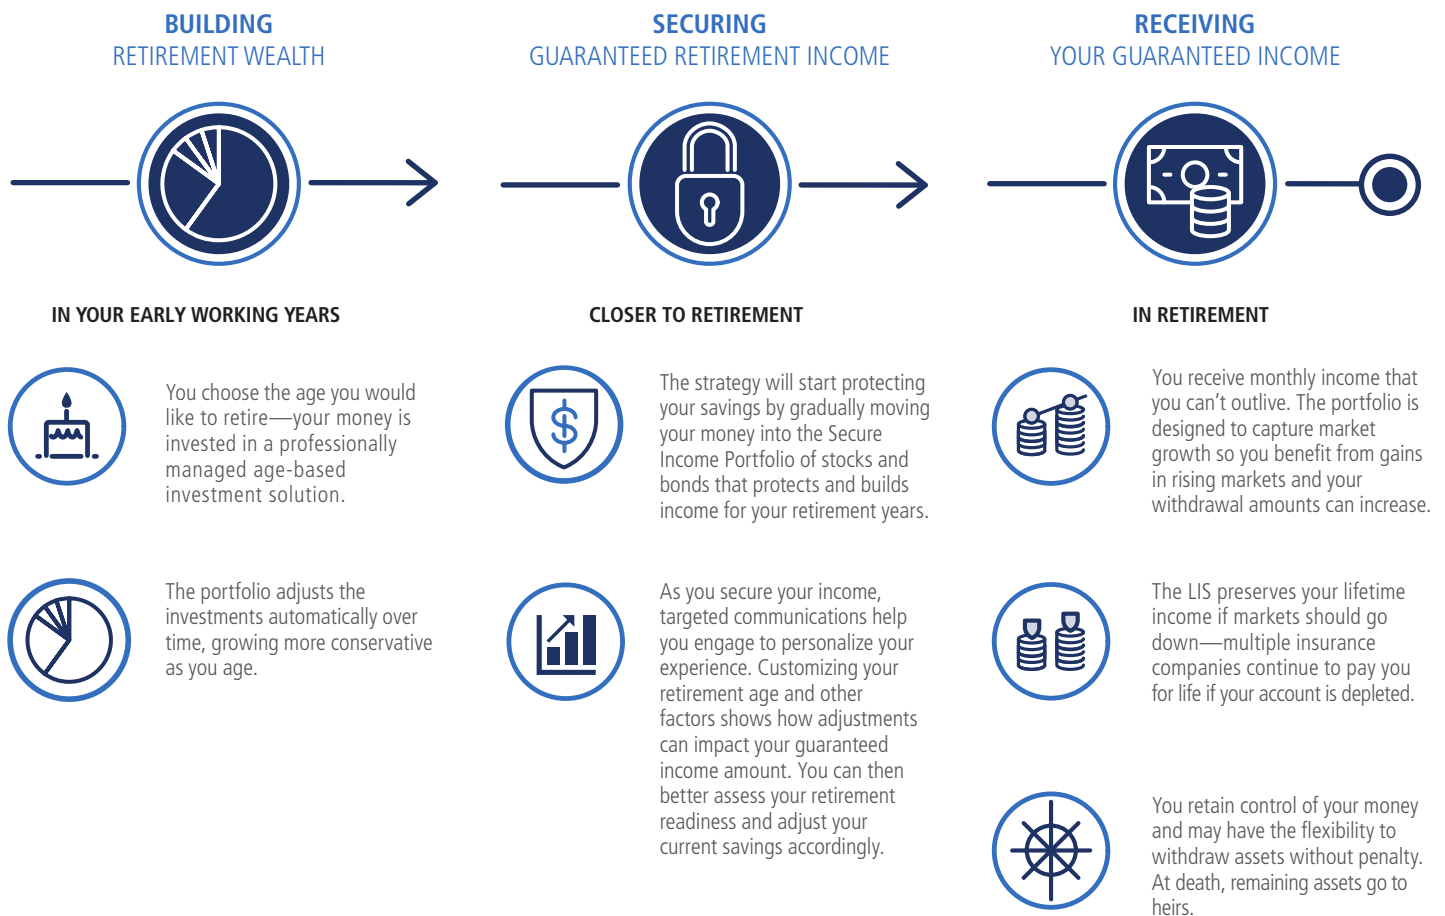 BUILDING
RETIREMENT WEALTH
IN YOUR EARLY WORKING YEARS
You choose the age you would
like to retire—your money is
invested in a professionally
managed age-based
investment solution.
The portfolio adjusts the
investments automatically over
time, growing more conservative
as you age.
SECURING
GUARANTEED RETIREMENT INCOME
CLOSER TO RETIREMENT
$
The strategy will start protecting
your savings by gradually moving
your money into the Secure
Income Portfolio of stocks and
bonds that protects and builds
income for your retirement years.
As you secure your income,
targeted communications help
you engage to personalize your
experience. Customizing your
retirement age and other
factors shows how adjustments
can impact your guaranteed
income amount. You can then
better assess your retirement
readiness and adjust your
current savings accordingly.
RECEIVING
YOUR GUARANTEED INCOME
IN RETIREMENT
You receive monthly income that
you can’t outlive. The portfolio is
designed to capture market
growth so you benefit from gains
in rising markets and your
withdrawal amounts can increase.
The LIS preserves your lifetime
income if markets should go
down—multiple insurance
companies continue to pay you
for life if your account is depleted.
You retain control of your money
and may have the flexibility to
withdraw assets without penalty.
At death, remaining assets go to
heirs.